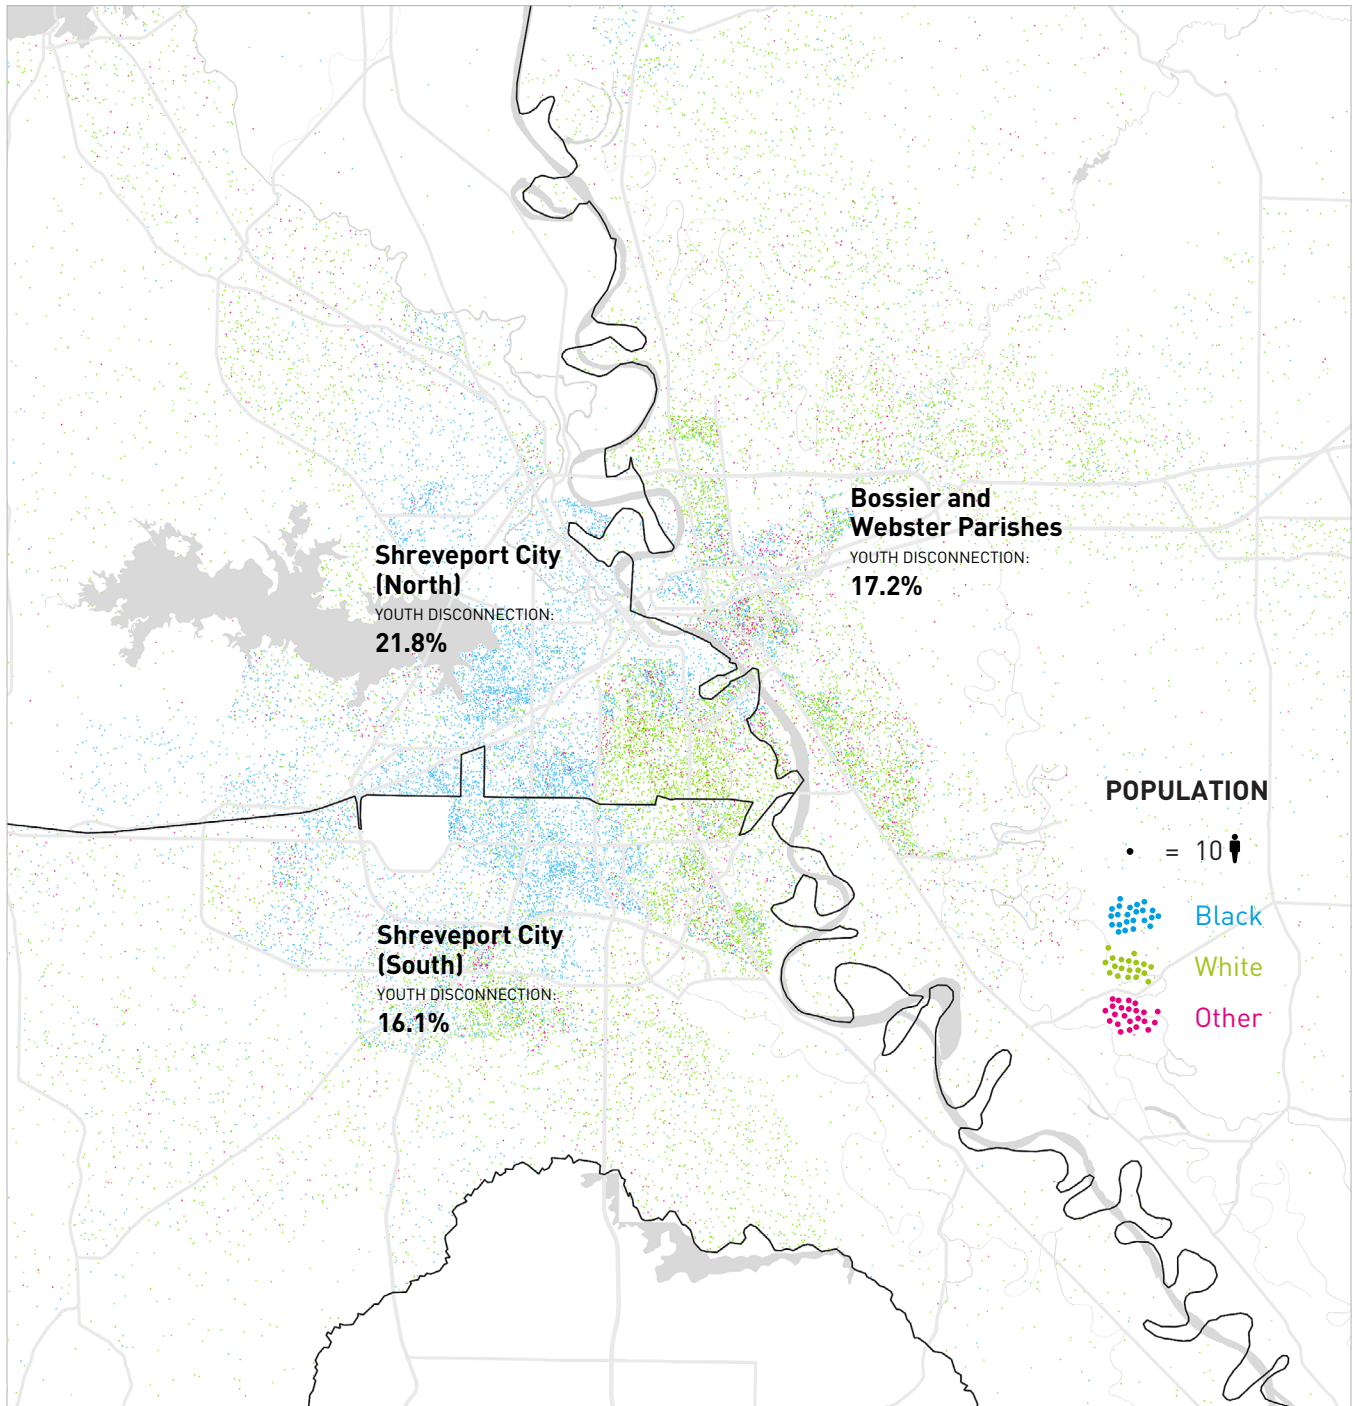 Bossier and
Webster Parishes
YOUTH DISCONNECTION:
17.2%
Shreveport City
(North)
YOUTH DISCONNECTION:
21.8%
POPULATION
= 10
Black
White
Other
Shreveport City
(South)
YOUTH DISCONNECTION:
16.1%